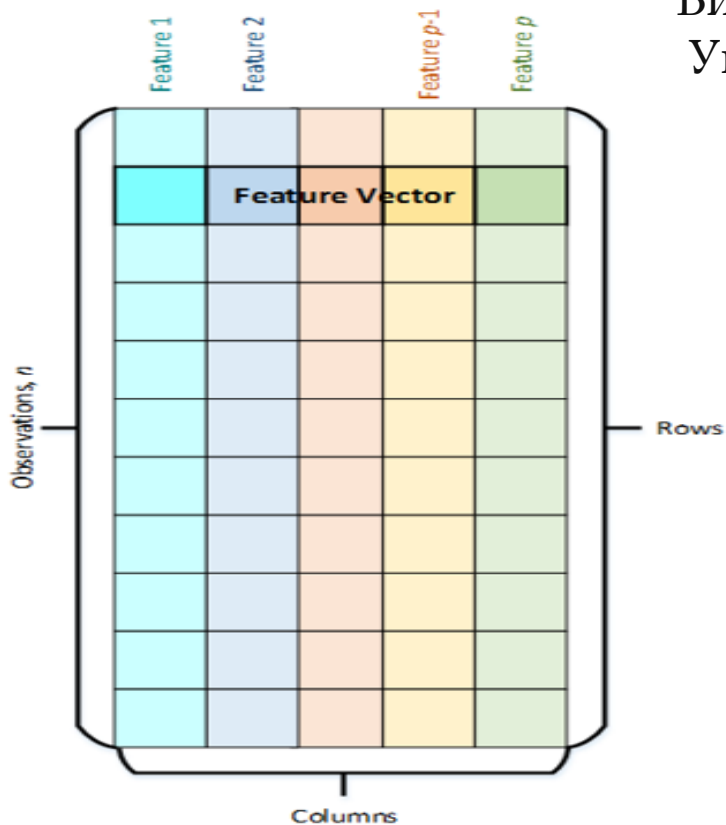 Feature 1
Feature 2
Feature p-1
Feature p
Feature Vector
Observations, n
Rows
Columns